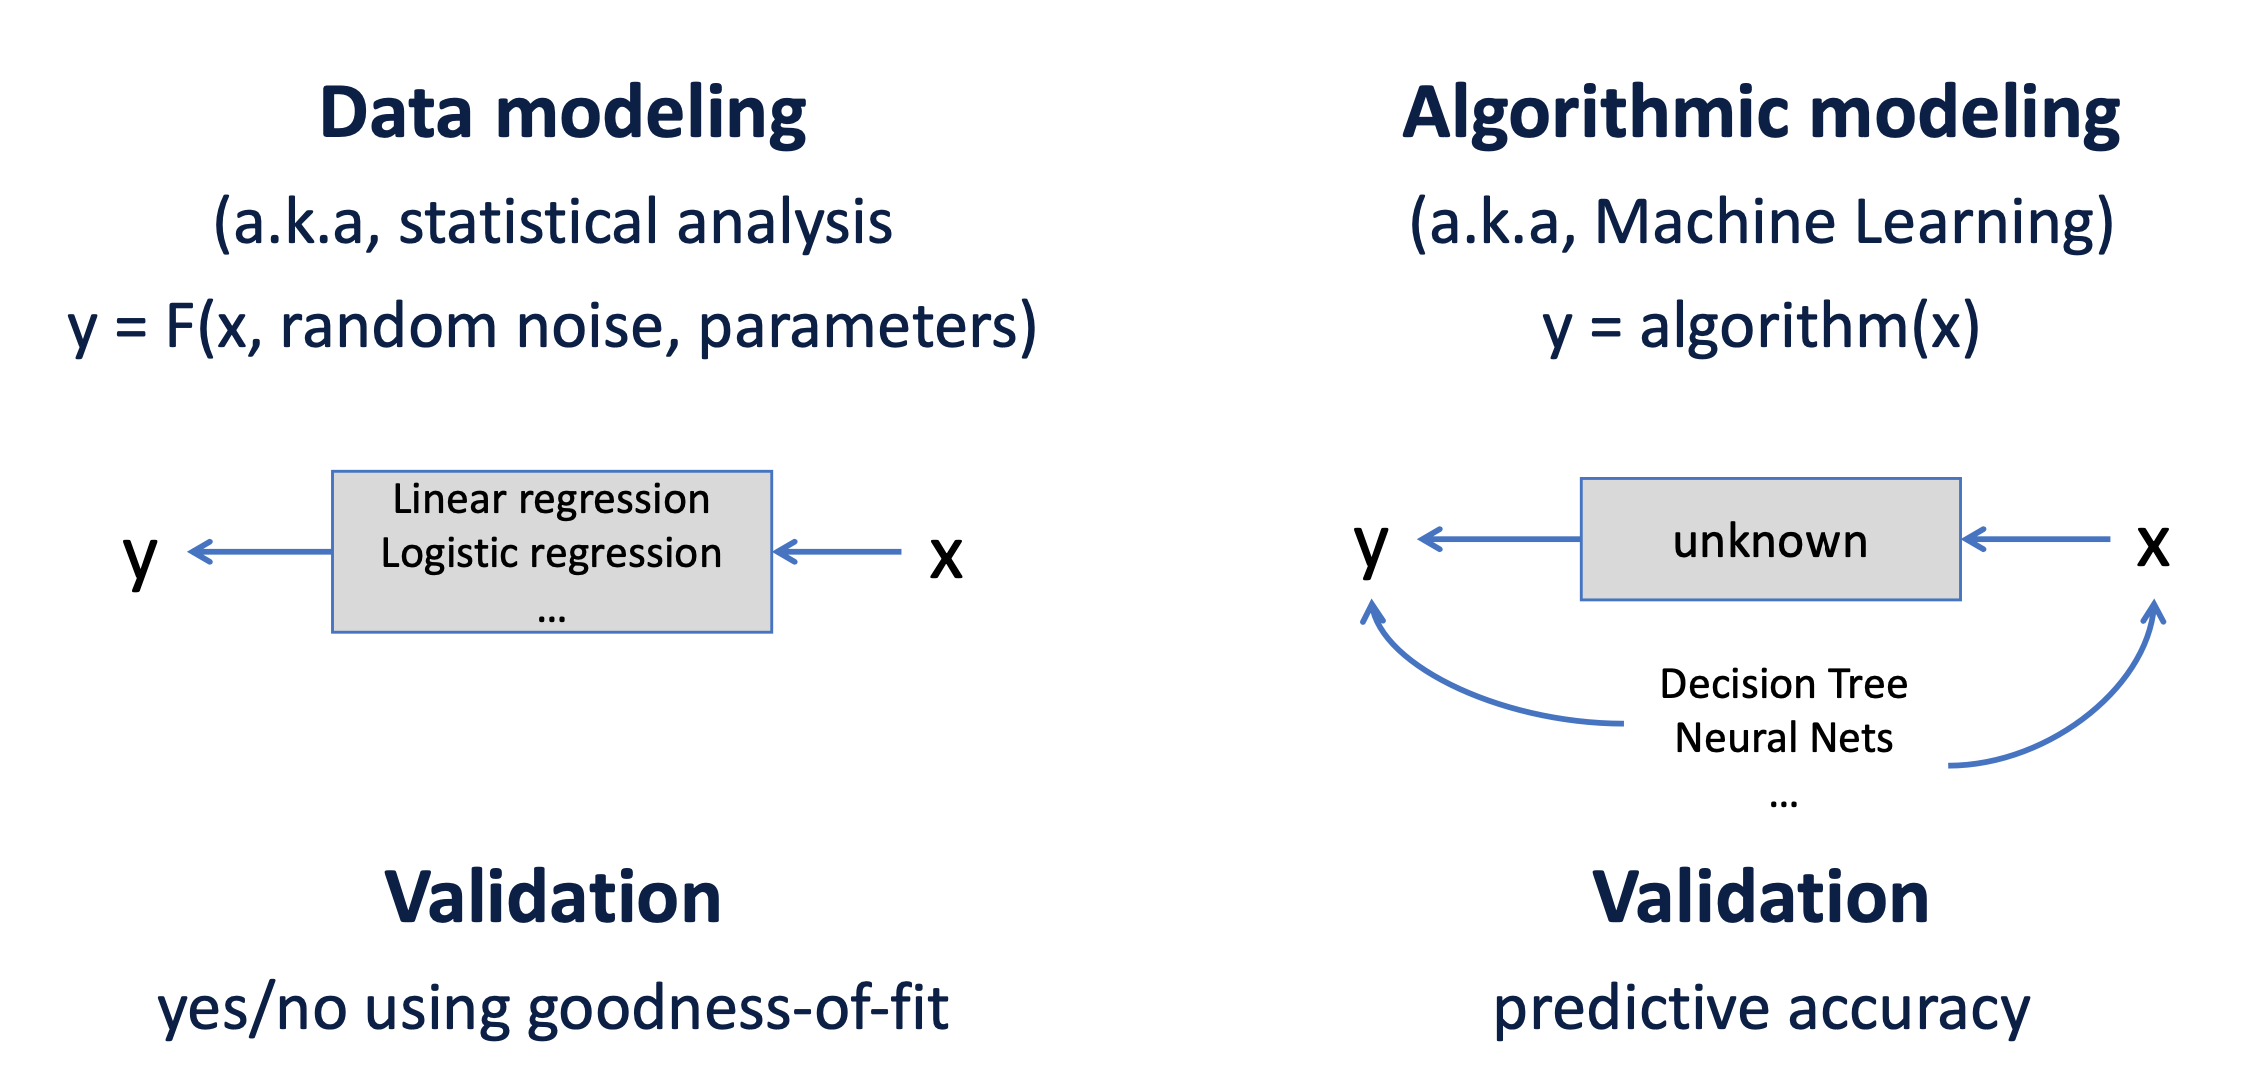 Data modeling
(a.k.a, statistical analysis
y = F(x, random noise, parameters)
y
Linear regression
Logistic regression
...
x
Validation
yes/no using goodness-of-fit
Algorithmic modeling
(a.k.a, Machine Learning)
y = algorithm(x)
y
unknown
x
Decision Tree
Neural Nets
...
Validation
predictive accuracy